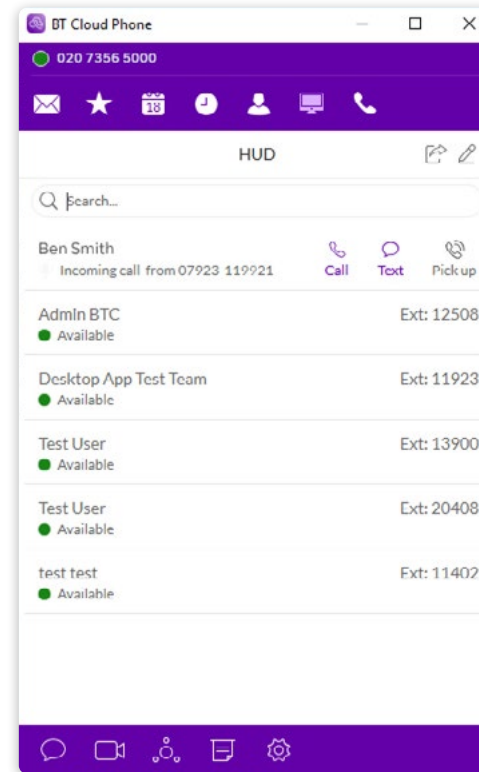 BT Cloud Phone
020 7356 5000
18
HUD
Search...
Ben Smith
Incoming call from 07923 119921
Call Text Pick up
Admin BTC Ext: 12508
Available
Desktop App Test Team Ext: 11923
Available
Test User Ext: 13900
Available
Test User Ext: 20408
Available
test test Ext: 11402
Available